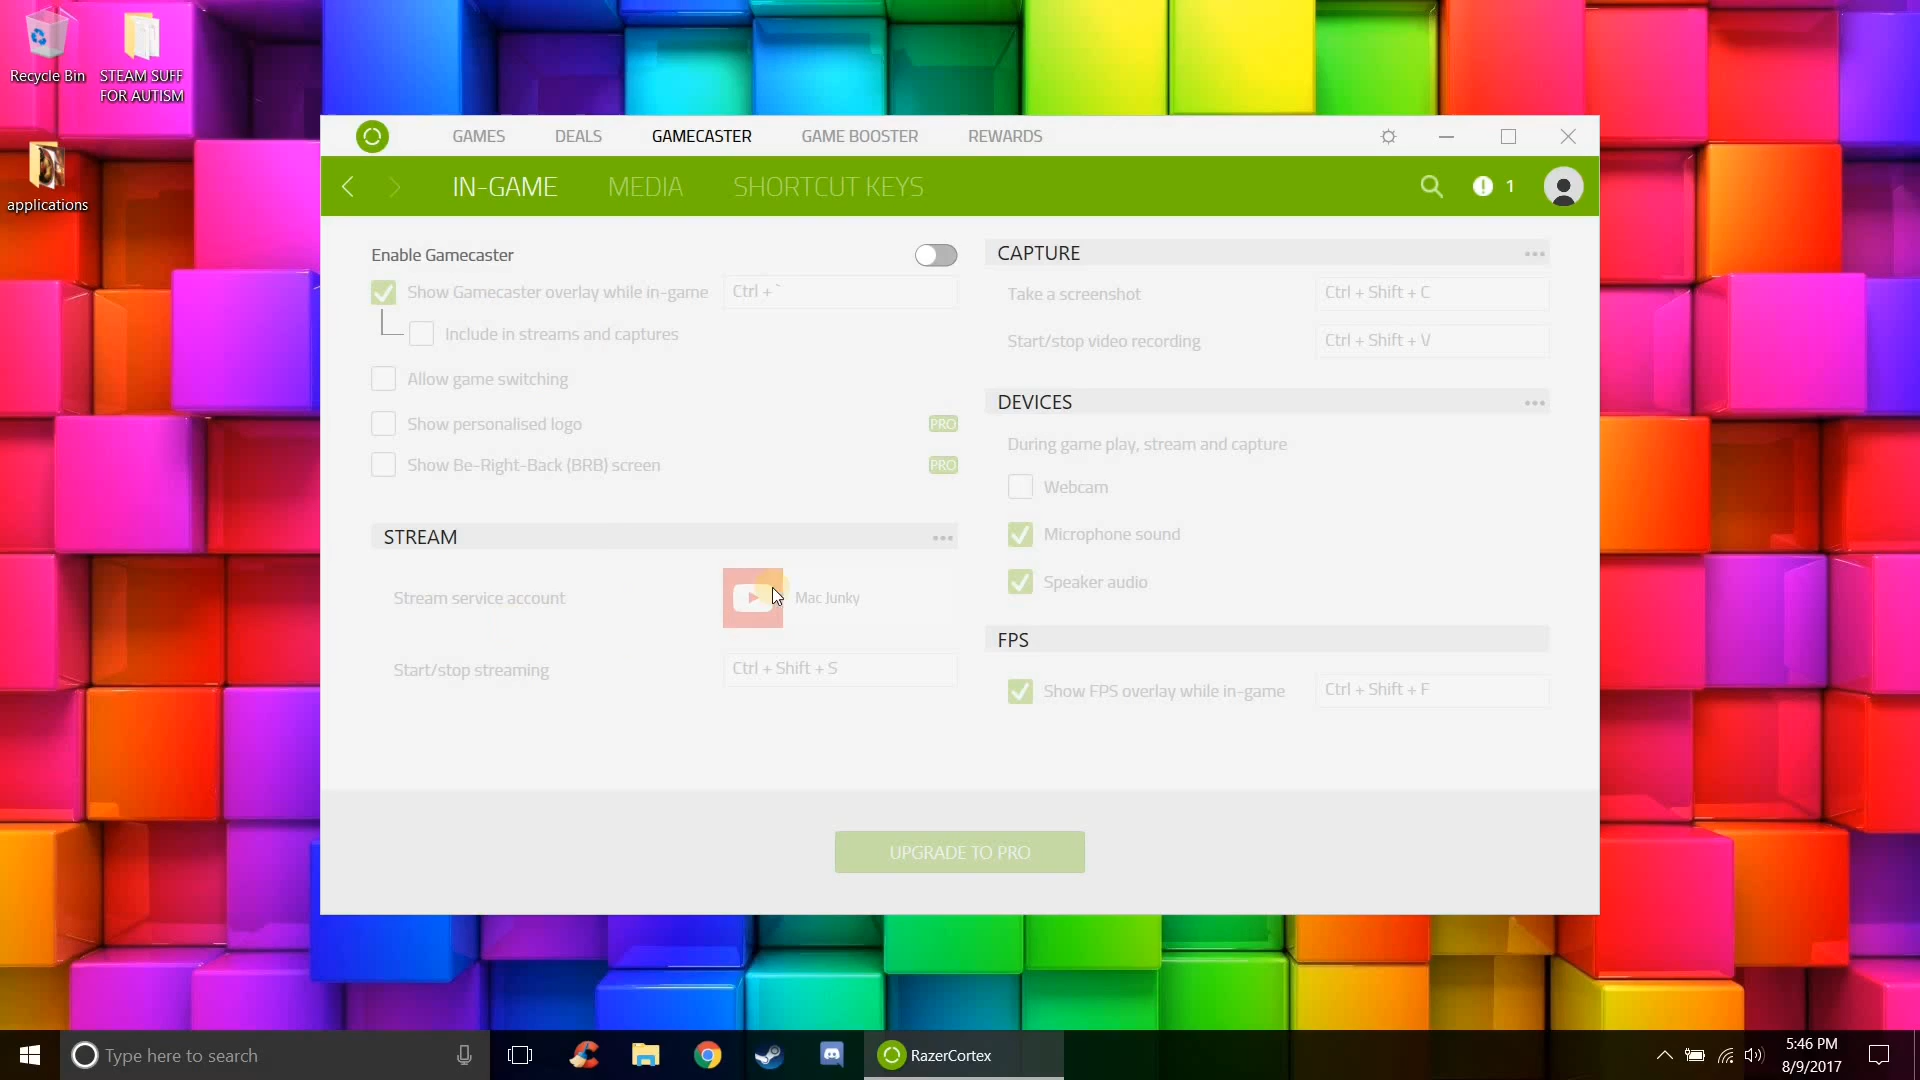 Recycle Bin
STEAM SUFF
FOR AUTISM
applications
GAMES
DEALS
GAMECASTER
GAME BOOSTER
REWARDS
IN-GAME
MEDIA
SHORTCUT KEYS
1
Enable Gamecaster
Show Gamecaster overlay while in-game
Ctrl + `
Include in streams and captures
Allow game switching
Show personalised logo
PRO
Show Be-Right-Back (BRB) screen
PRO
STREAM
Stream service account
Mac Junky
Start/stop streaming
Ctrl + Shift + S
CAPTURE
Take a screenshot
Ctrl + Shift + C
Start/stop video recording
Ctrl + Shift + V
DEVICES
During game play, stream and capture
Webcam
Microphone sound
Speaker audio
FPS
Show FPS overlay while in-game
Ctrl + Shift + F
UPGRADE TO PRO
Type here to search
RazerCortex
5:46 PM
8/9/2017